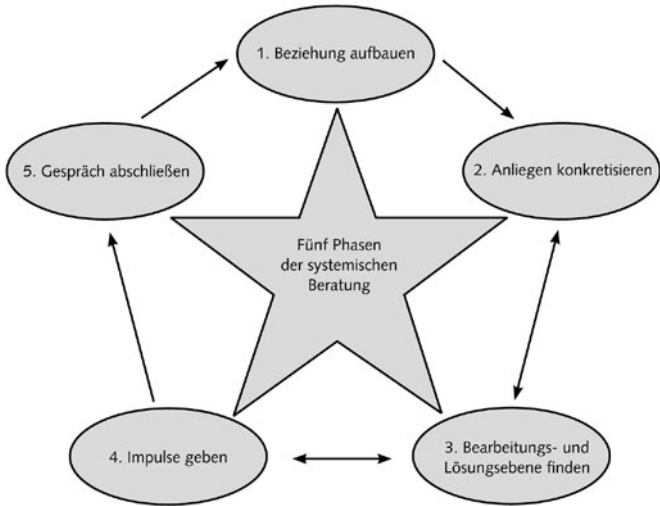 1. Beziehung aufbauen
2. Anliegen konkretisieren
3. Bearbeitungs- und
Lösungsebene finden
4. Impulse geben
5. Gespräch abschließen
Fünf Phasen
der systemischen
Beratung